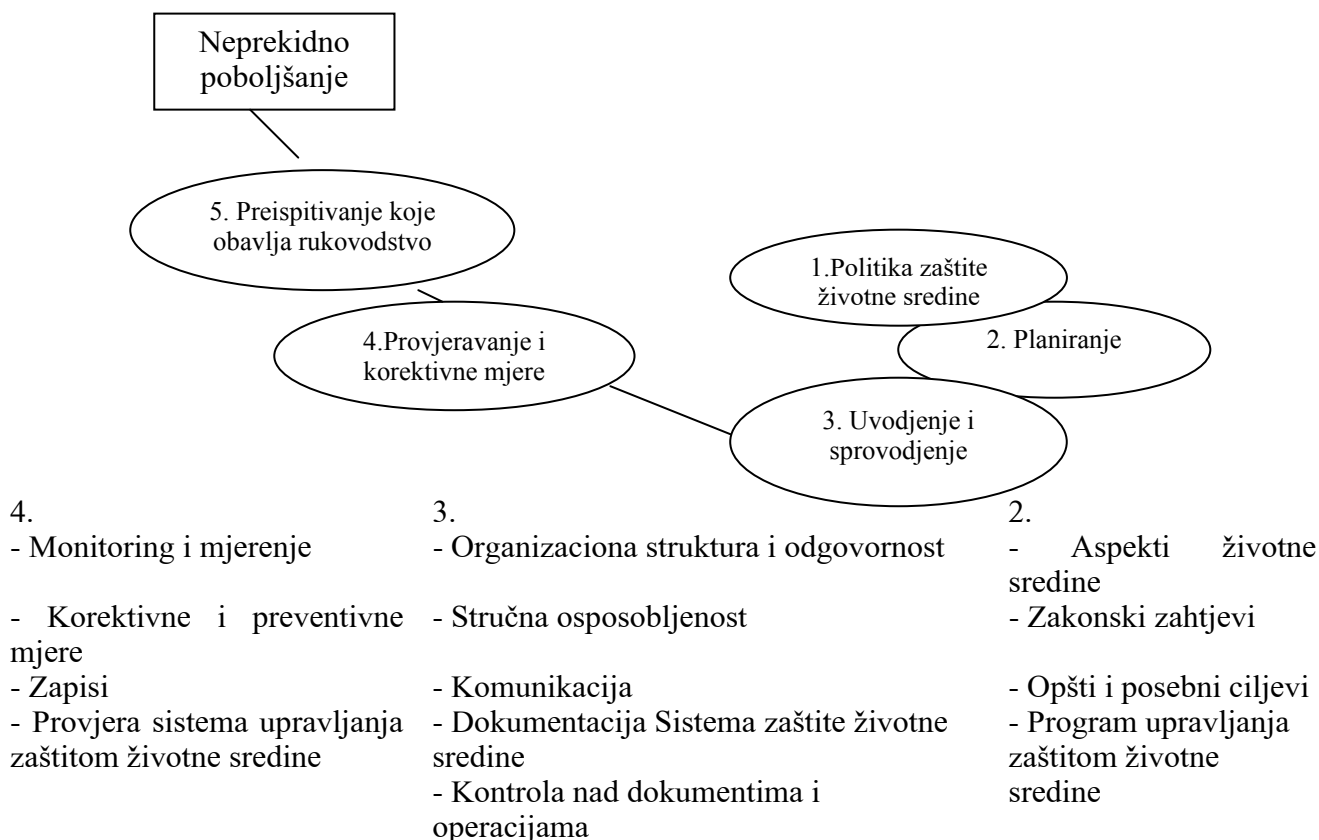 Neprekidno
poboljšanje
5. Preispitivanje koje
obavlja rukovodstvo
1.Politika zaštite
životne sredine
4.Provjeravanje i
korektivne mjere
2. Planiranje
3. Uvodjenje i
sprovodjenje
4.
- Monitoring i mjerenje
- Korektivne i preventivne
mjere
- Zapisi
- Provjera sistema upravljanja
zaštitom životne sredine
3.
- Organizaciona struktura i odgovornost
- Stručna osposobljenost
- Komunikacija
- Dokumentacija Sistema zaštite životne
sredine
- Kontrola nad dokumentima i
operacijama
2.
- Aspekti životne
sredine
- Zakonski zahtjevi
- Opšti i posebni ciljevi
- Program upravljanja
zaštitom životne
sredine